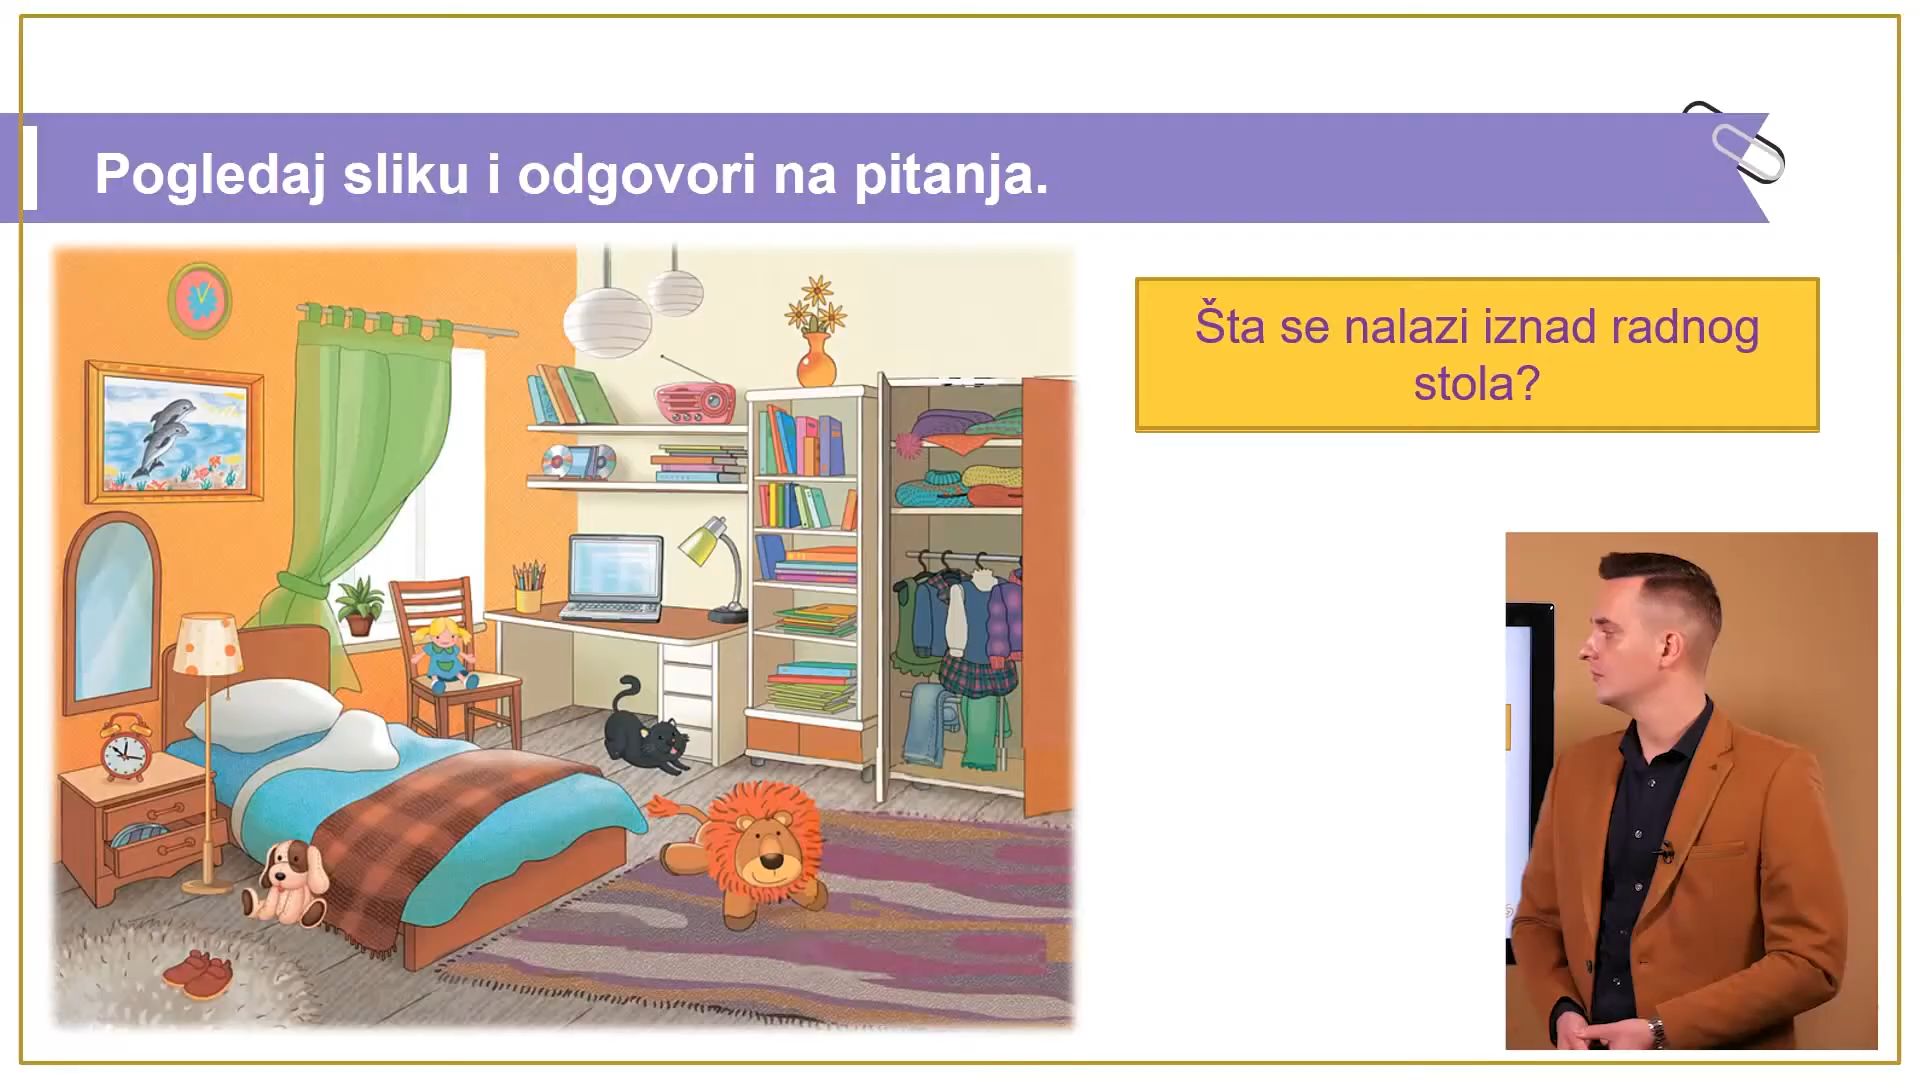 Pogledaj sliku i odgovori na pitanja.
Šta se nalazi iznad radnog
stola?